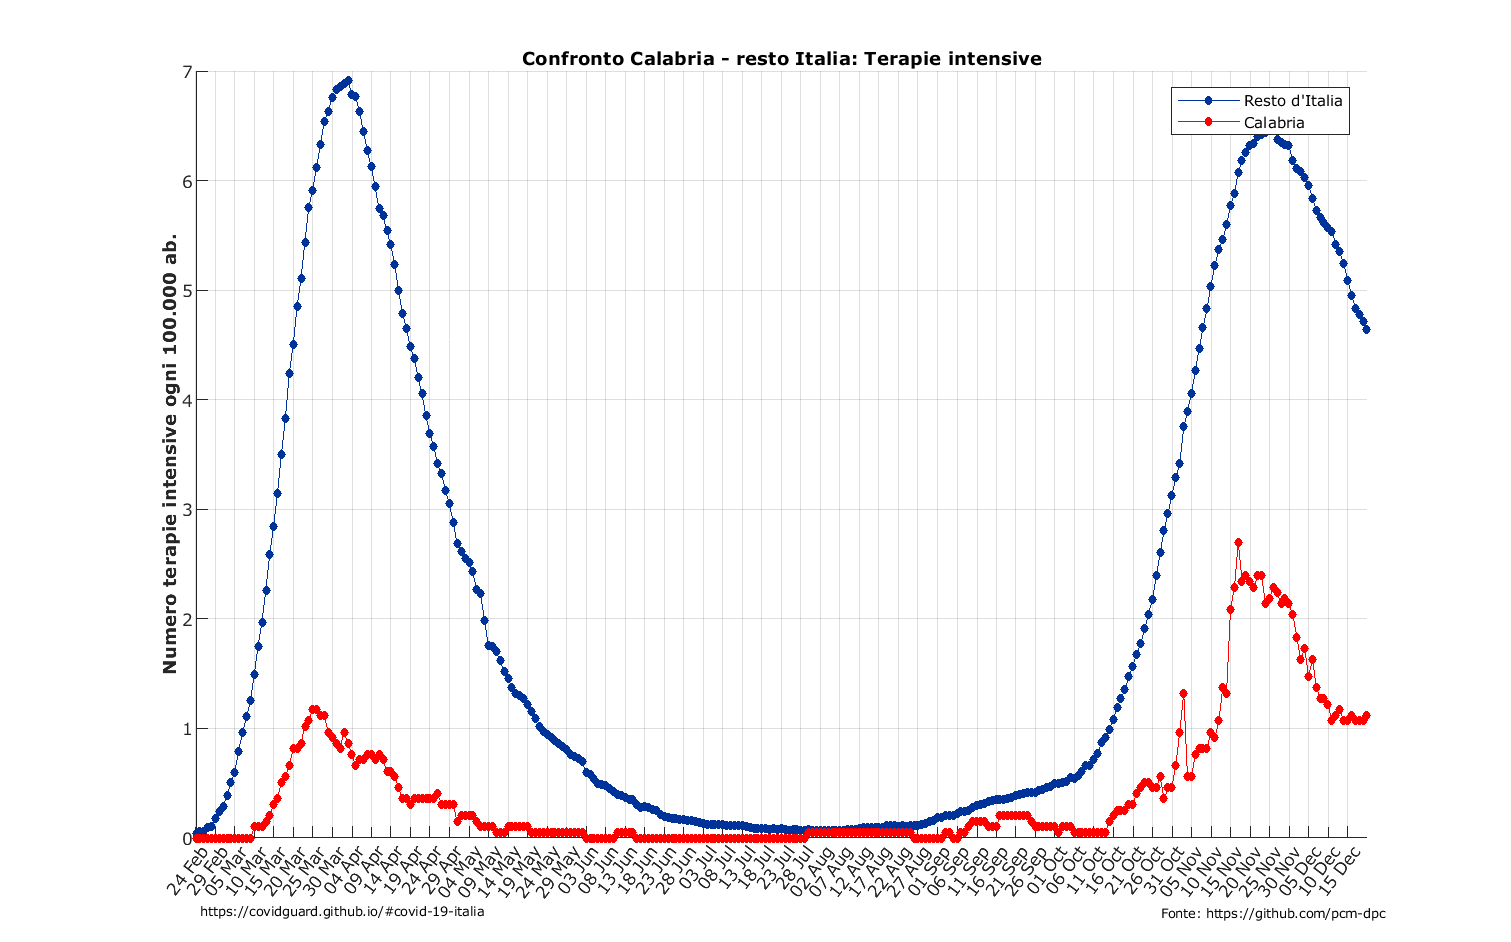 Confronto Calabria - resto Italia: Terapie intensive
Resto d'Italia
Calabria
Numero terapie intensive ogni 100.000 ab.
7
6
5
4
3
2
1
0
24 Feb
29 Feb
05 Mar
10 Mar
15 Mar
20 Mar
25 Mar
30 Mar
04 Apr
09 Apr
14 Apr
19 Apr
24 Apr
29 Apr
04 May
09 May
14 May
19 May
24 May
29 May
03 Jun
08 Jun
13 Jun
18 Jun
23 Jun
28 Jun
03 Jul
08 Jul
13 Jul
18 Jul
23 Jul
28 Jul
02 Aug
07 Aug
12 Aug
17 Aug
22 Aug
27 Aug
01 Sep
06 Sep
11 Sep
16 Sep
21 Sep
26 Sep
01 Oct
06 Oct
11 Oct
16 Oct
21 Oct
26 Oct
31 Oct
05 Nov
10 Nov
15 Nov
20 Nov
25 Nov
30 Nov
05 Dec
10 Dec
15 Dec
https://covidguard.github.io/#covid-19-italia
Fonte: https://github.com/pcm-dpc